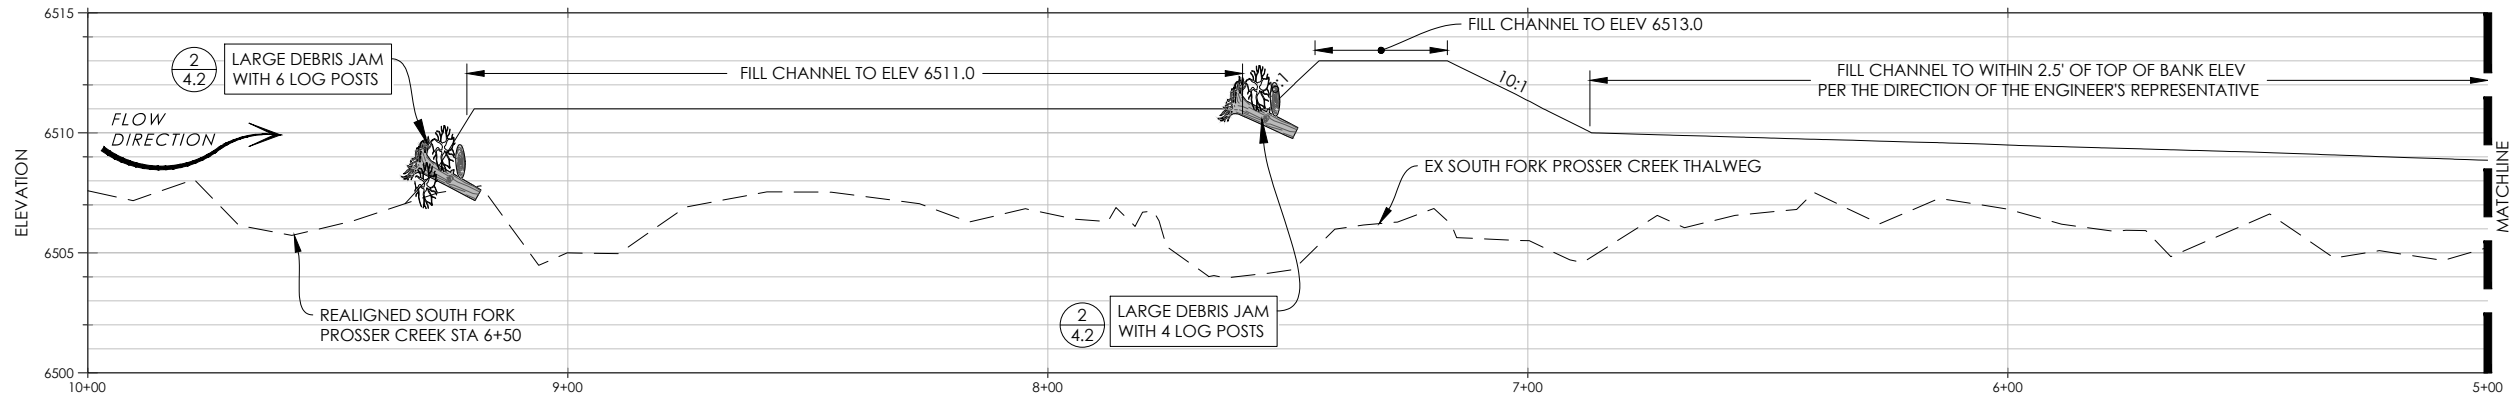 6515
FILL CHANNEL TO ELEV 6513.0
2
4.2
LARGE DEBRIS JAM
WITH 6 LOG POSTS
FILL CHANNEL TO ELEV 6511.0
:1
10:1
FILL CHANNEL TO WITHIN 2.5' OF TOP OF BANK ELEV
PER THE DIRECTION OF THE ENGINEER'S REPRESENTATIVE
FLOW
DIRECTION
6510
ELEVATION
EX SOUTH FORK PROSSER CREEK THALWEG
MATCHLINE
6505
REALIGNED SOUTH FORK
PROSSER CREEK STA 6+50
2
4.2
LARGE DEBRIS JAM
WITH 4 LOG POSTS
6500
10+00
9+00
8+00
7+00
6+00
5+00